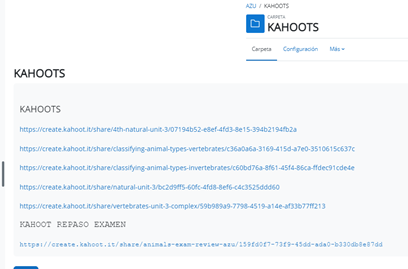 AZU / KAHOOTS
CARPETA
KAHOOTS
Carpeta Configuración Más
KAHOOTS
KAHOOTS
https://create.kahoot.it/share/4th-natural-unit-3/07194b52-e8ef-4fd3-8e15-394b2194fb2a
https://create.kahoot.it/share/classifying-animal-types-vertebrates/c36a0a6a-3169-415d-a7e0-3510615c637c
https://create.kahoot.it/share/classifying-animal-types-invertebrates/c60bd76a-8f61-45f4-86ca-ffdec91cde4e
https://create.kahoot.it/share/natural-unit-3/bc2d9ff5-60fc-4fd8-8ef6-c4c3525ddd60
https://create.kahoot.it/share/vertebrates-unit-3-complex/59b989a9-7798-4519-a14e-af33b77ff213
KAHOOT REPASO EXAMEN
https://create.kahoot.it/share/animals-exam-review-azu/159fd0f7-73f9-45dd-ada0-b330db8e87dd